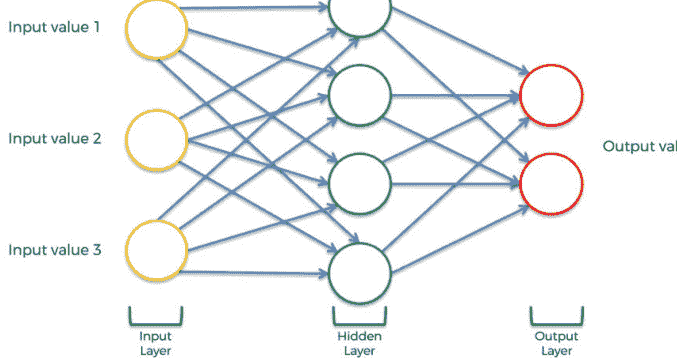 Input value 1
Input value 2
Output val
Input value 3
Input
Layer
Hidden
Layer
Output
Layer